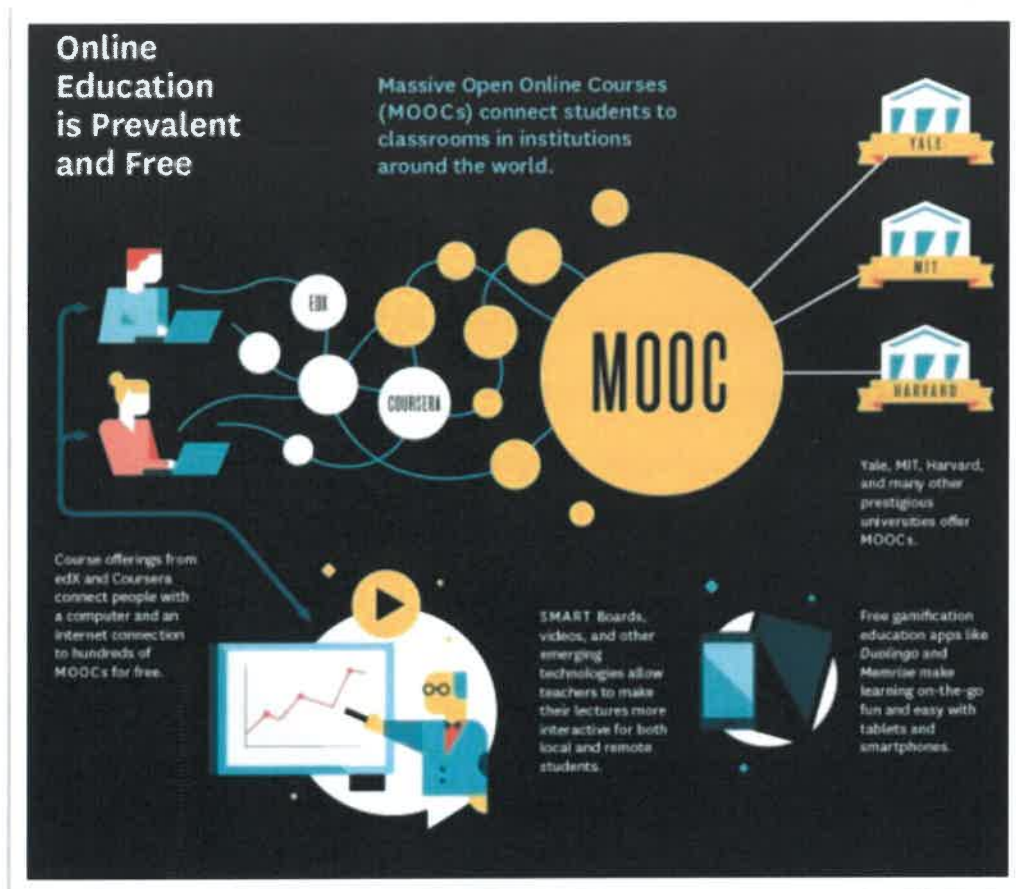 Online
Education
is Prevalent
and Free
Massive Open Online Courses
(MOOCs) connect students to
classrooms in institutions
around the world.
YALE
MIT
HARVARD
EDX
COURSERA
MOOC
Yale, MIT, Harvard,
and many other
prestigious
universities offer
MOOCs.
Course offerings from
edX and Coursera
connect people with
a computer and an
internet connection
to hundreds of
MOOCs for free.
SMART Boards,
videos, and other
emerging
technologies allow
teachers to make
their lectures more
interactive for both
local and remote
students.
Free gamification
education apps like
Duolingo and
Memrise make
learning on-the-go
fun and easy with
tablets and
smartphones.